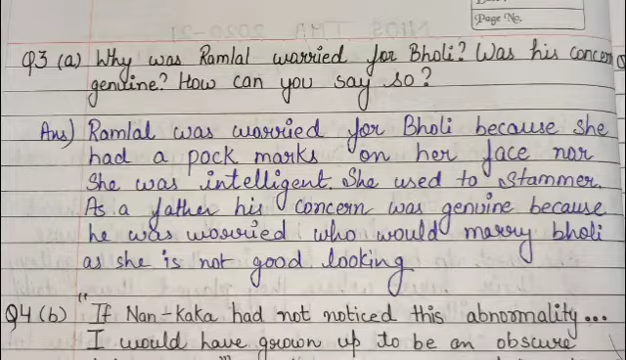 Page No.
Q3 (a) Why was Ramlal worried for Bholi? Was his concern
genuine? How can you say so?
Ans) Ramlal was worried for Bholi because she
had a pock marks on her face nor
She was intelligent. She used to stammer.
As a father his concern was genuine because
he was worried who would marry bholi
as she is not good looking
Q4 (b) "If Nan-Kaka had not noticed this abnormality...
I would have grown up to be an obscure